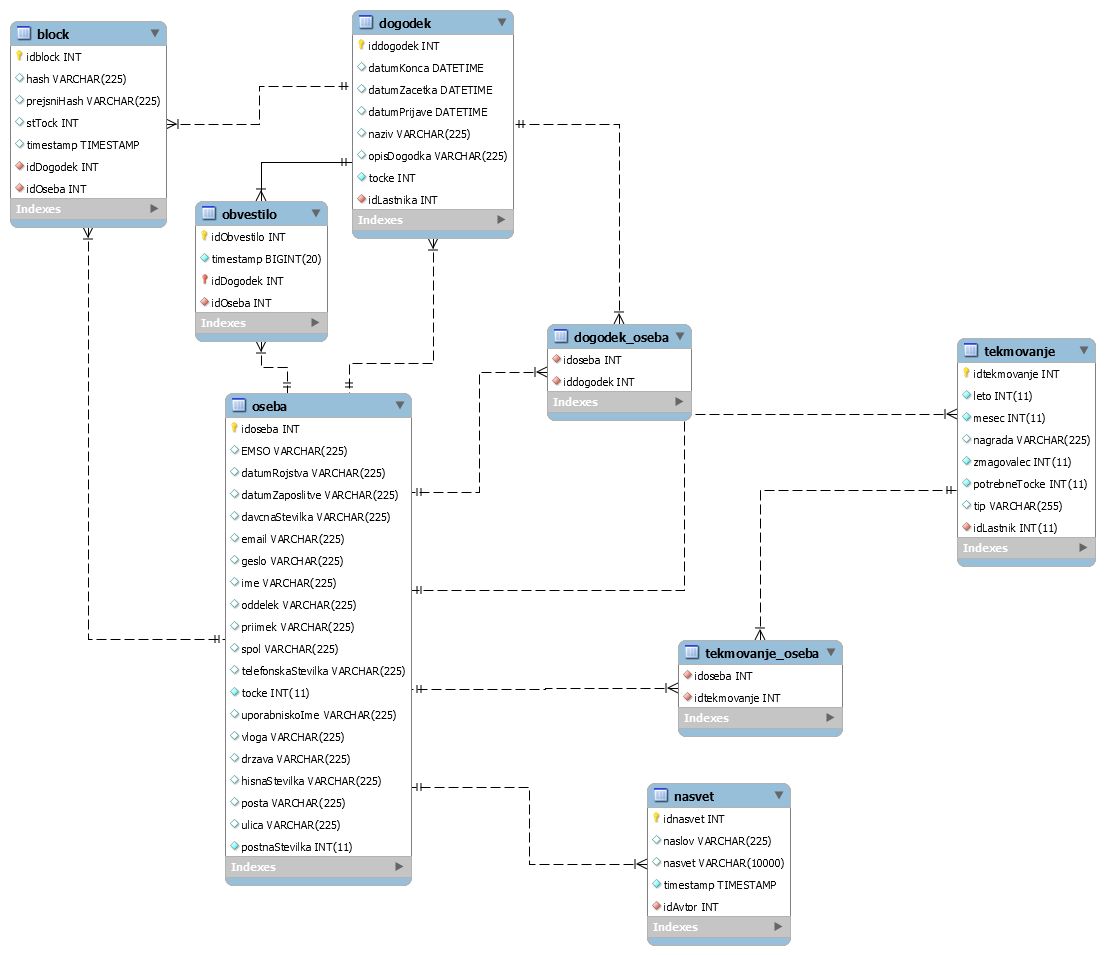 block
idblock INT
hash VARCHAR(225)
prejsniHash VARCHAR(225)
stTock INT
timestamp TIMESTAMP
idDogodek INT
idOseba INT
Indexes
dogodek
iddogodek INT
datumKonca DATETIME
datumZacetka DATETIME
datumPrijave DATETIME
naziv VARCHAR(225)
opisDogodka VARCHAR(225)
tocke INT
idLastnika INT
Indexes
obvestilo
idObvestilo INT
timestamp BIGINT(20)
idDogodek INT
idOseba INT
Indexes
dogodek_oseba
idoseba INT
iddogodek INT
Indexes
tekmovanje
idtekmovanje INT
leto INT(11)
mesec INT(11)
nagrada VARCHAR(225)
zmagovalec INT(11)
potrebneTocke INT(11)
tip VARCHAR(255)
idLastnik INT(11)
Indexes
oseba
idoseba INT
EMSO VARCHAR(225)
datumRojstva VARCHAR(225)
datumZaposlitve VARCHAR(225)
davcnaStevilka VARCHAR(225)
email VARCHAR(225)
geslo VARCHAR(225)
ime VARCHAR(225)
oddelek VARCHAR(225)
priimek VARCHAR(225)
spol VARCHAR(225)
telefonskaStevilka VARCHAR(225)
tocke INT(11)
uporabniskoIme VARCHAR(225)
vloga VARCHAR(225)
drzava VARCHAR(225)
hisnaStevilka VARCHAR(225)
posta VARCHAR(225)
ulica VARCHAR(225)
postnaStevilka INT(11)
Indexes
tekmovanje_oseba
idoseba INT
idtekmovanje INT
Indexes
nasvet
idnasvet INT
naslov VARCHAR(225)
nasvet VARCHAR(10000)
timestamp TIMESTAMP
idAvtor INT
Indexes